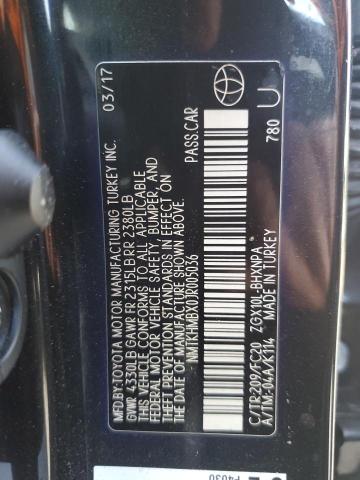 MFD. BY:TOYOTA MOTOR MANUFACTURING TURKEY INC. 03/17
GVWR 4330LB GAWR FR 2315LB RR 2380LB
THIS VEHICLE CONFORMS TO ALL APPLICABLE
FEDERAL MOTOR VEHICLE SAFETY, BUMPER, AND
THEFT PREVENTION STANDARDS IN EFFECT ON
THE DATE OF MANUFACTURE SHOWN ABOVE.
NMTKHMBX0JR005036 PASS.CAR
C/TR:209/FC20 ZGX10L-BHXNPA
A/TM:-04A/K114
MADE IN TURKEY 780 U
F4030